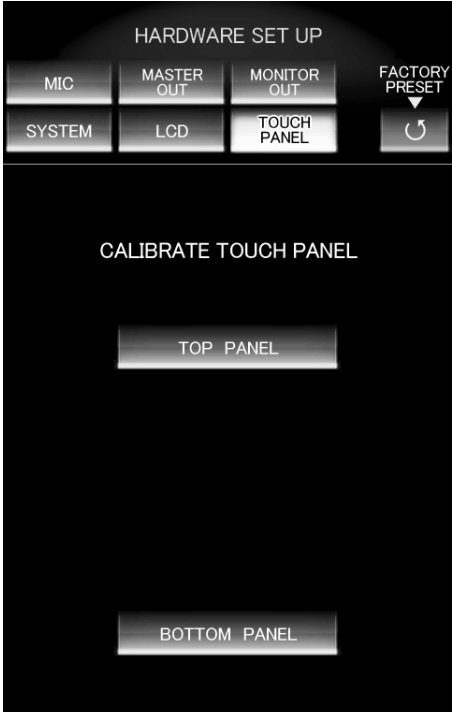 HARDWARE SET UP
MIC
MASTER
OUT
MONITOR
OUT
FACTORY
PRESET
SYSTEM
LCD
TOUCH
PANEL
CALIBRATE TOUCH PANEL
TOP PANEL
BOTTOM PANEL